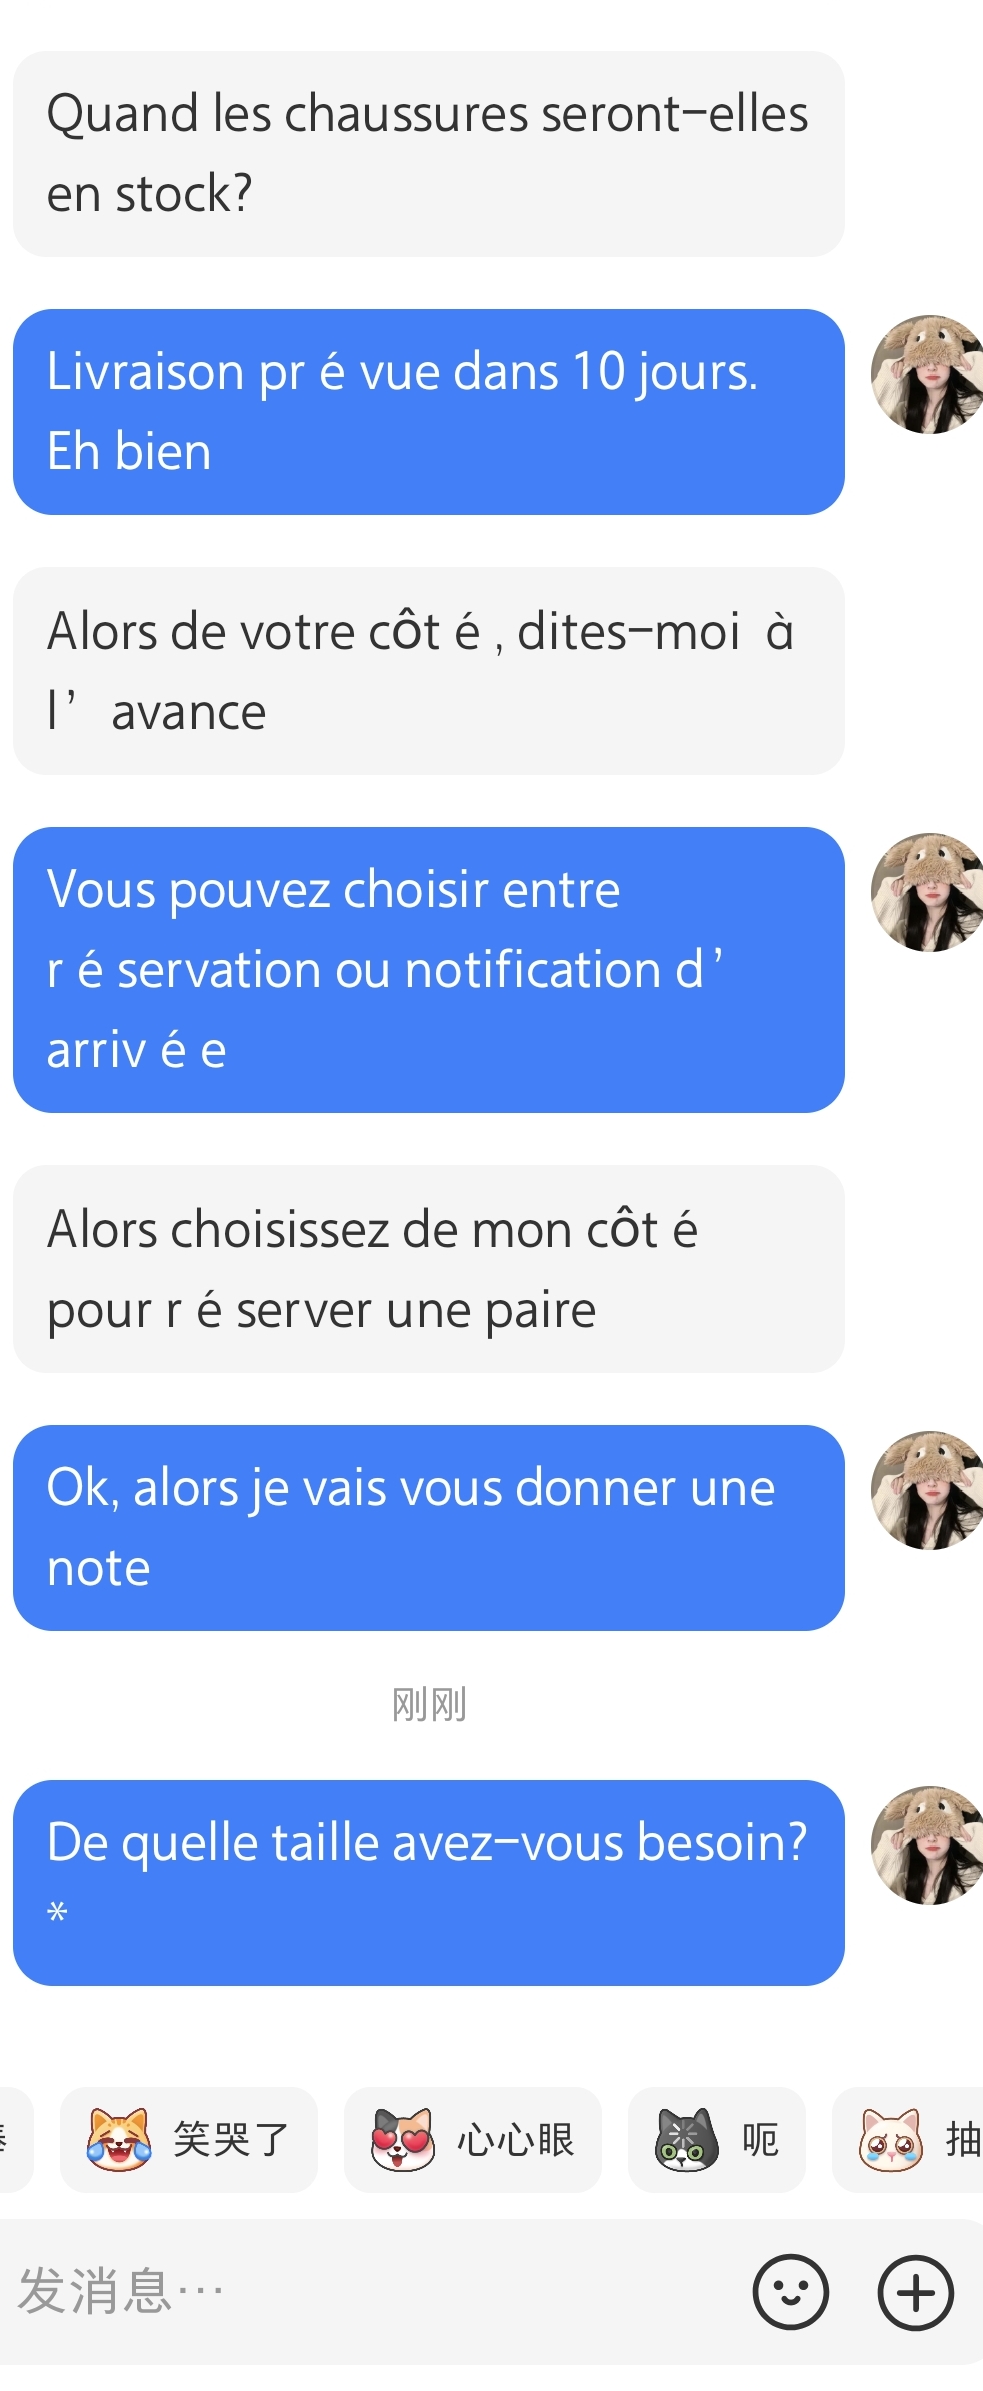 Quand les chaussures seront-elles
en stock?
Livraison pr é vue dans 10 jours.
Eh bien
Alors de votre côt é , dites-moi à
l’ avance
Vous pouvez choisir entre
r é servation ou notification d’
arriv é e
Alors choisissez de mon côt é
pour r é server une paire
Ok, alors je vais vous donner une
note
刚刚
De quelle taille avez-vous besoin?
*
笑哭了 心心眼 呃 抽
发消息…